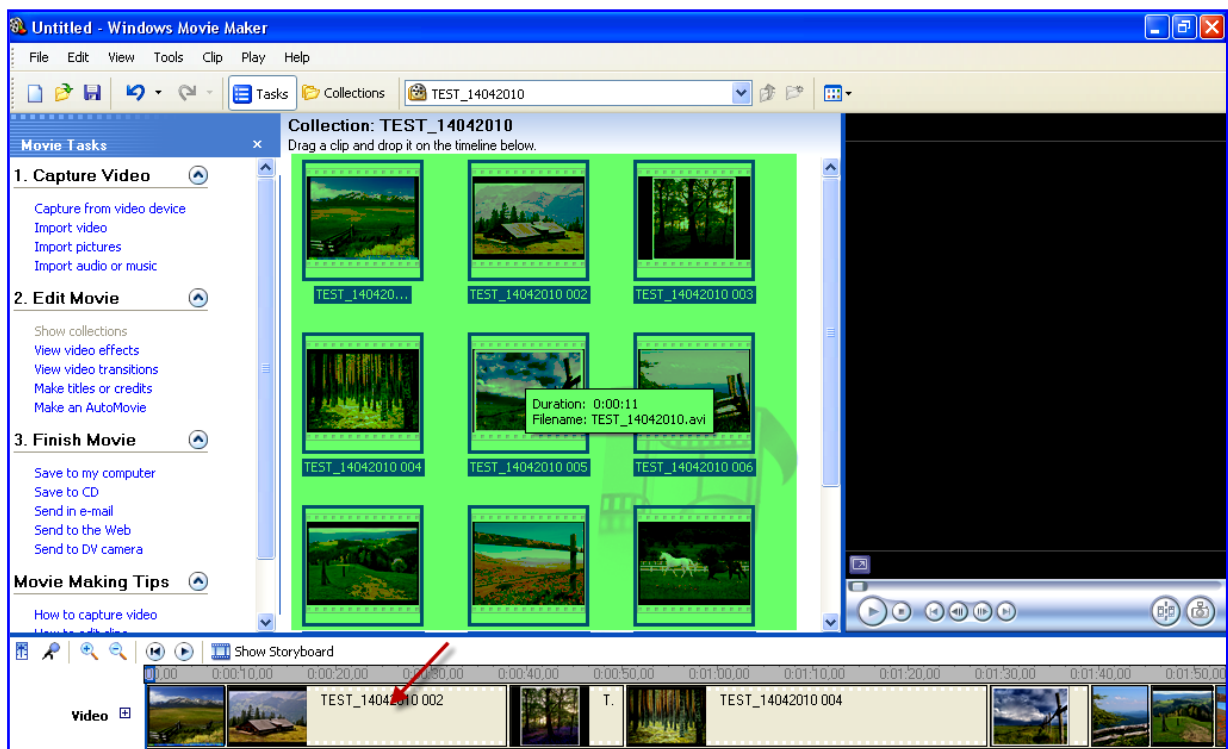 Untitled - Windows Movie Maker
File Edit View Tools Clip Play Help
Tasks Collections TEST_14042010
Movie Tasks
1. Capture Video
Capture from video device
Import video
Import pictures
Import audio or music
2. Edit Movie
Show collections
View video effects
View video transitions
Make titles or credits
Make an AutoMovie
3. Finish Movie
Save to my computer
Save to CD
Send in e-mail
Send to the Web
Send to DV camera
Movie Making Tips
How to capture video
Collection: TEST_14042010
Drag a clip and drop it on the timeline below.
TEST_140420... TEST_14042010 002 TEST_14042010 003
Duration: 0:00:11
Filename: TEST_14042010.avi
TEST_14042010 004 TEST_14042010 005 TEST_14042010 006
Show Storyboard
0:00:10,00 0:00:20,00 0:00:40,00 0:00:50,00 0:01:00,00 0:01:10,00 0:01:20,00 0:01:30,00 0:01:40,00 0:01:50,00
Video TEST_14042010 002 T. TEST_14042010 004